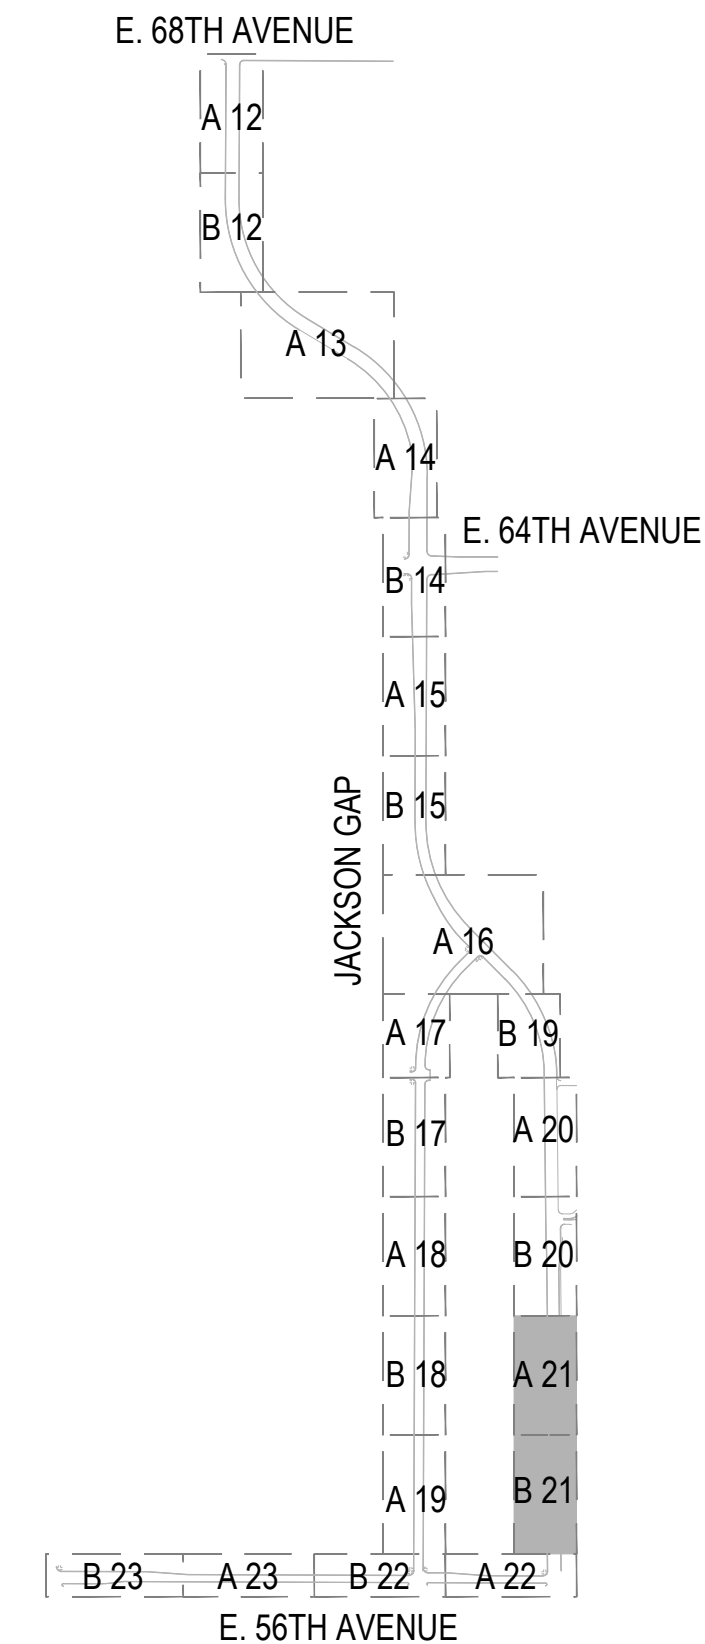 E. 68TH AVENUE
A 12
B 12
A 13
A 14
E. 64TH AVENUE
B 14
A 15
B 15
JACKSON GAP
A 16
A 17
B 19
B 17
A 20
A 18
B 20
B 18
A 21
A 19
B 21
B 23
A 23
B 22
A 22
E. 56TH AVENUE